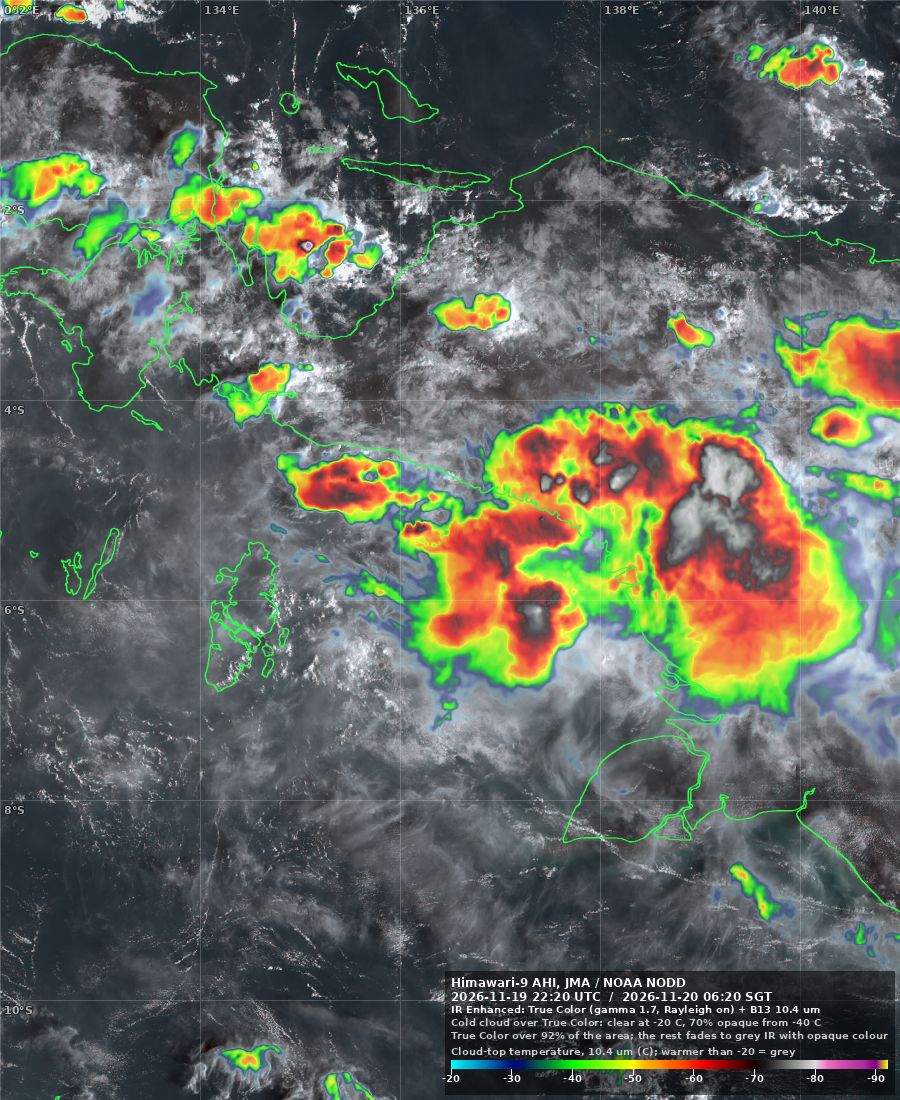 0°
132°E
134°E
136°E
138°E
140°E
2°S
4°S
6°S
8°S
10°S
Himawari-9 AHI, JMA / NOAA NODD
2026-11-19 22:20 UTC / 2026-11-20 06:20 SGT
IR Enhanced: True Color (gamma 1.7, Rayleigh on) + B13 10.4 um
Cold cloud over True Color: clear at -20 C, 70% opaque from -40 C
True Color over 92% of the area; the rest fades to grey IR with opaque colour
Cloud-top temperature, 10.4 um (C); warmer than -20 = grey
-20 -30 -40 -50 -60 -70 -80 -90